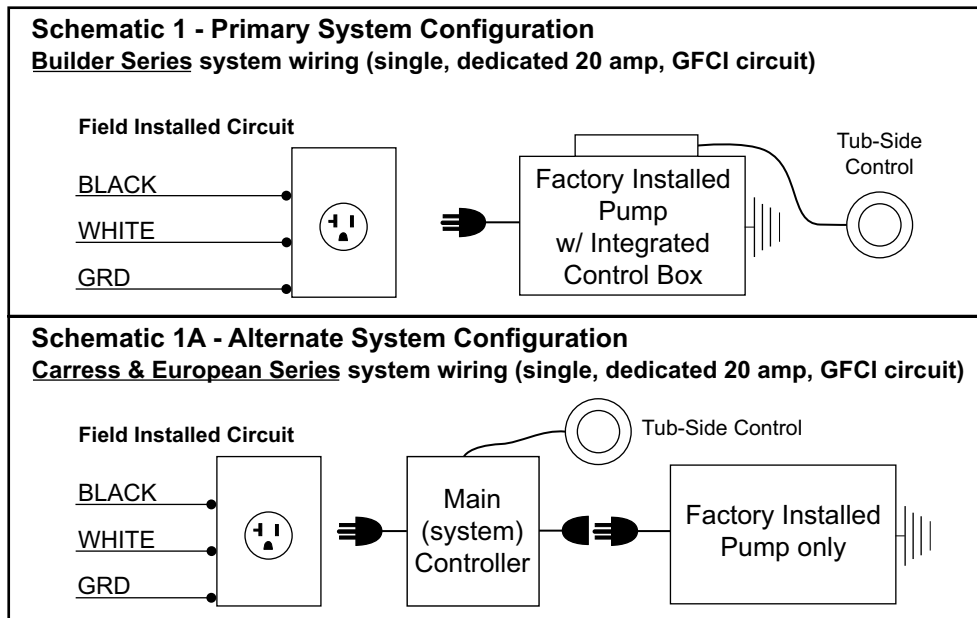 Schematic 1 - Primary System Configuration
Builder Series system wiring (single, dedicated 20 amp, GFCI circuit)
Field Installed Circuit
BLACK
WHITE
GRD
Factory Installed
Pump
w/ Integrated
Control Box
Tub-Side
Control
Schematic 1A - Alternate System Configuration
Carress & European Series system wiring (single, dedicated 20 amp, GFCI circuit)
Field Installed Circuit
BLACK
WHITE
GRD
Main
(system)
Controller
Tub-Side Control
Factory Installed
Pump only